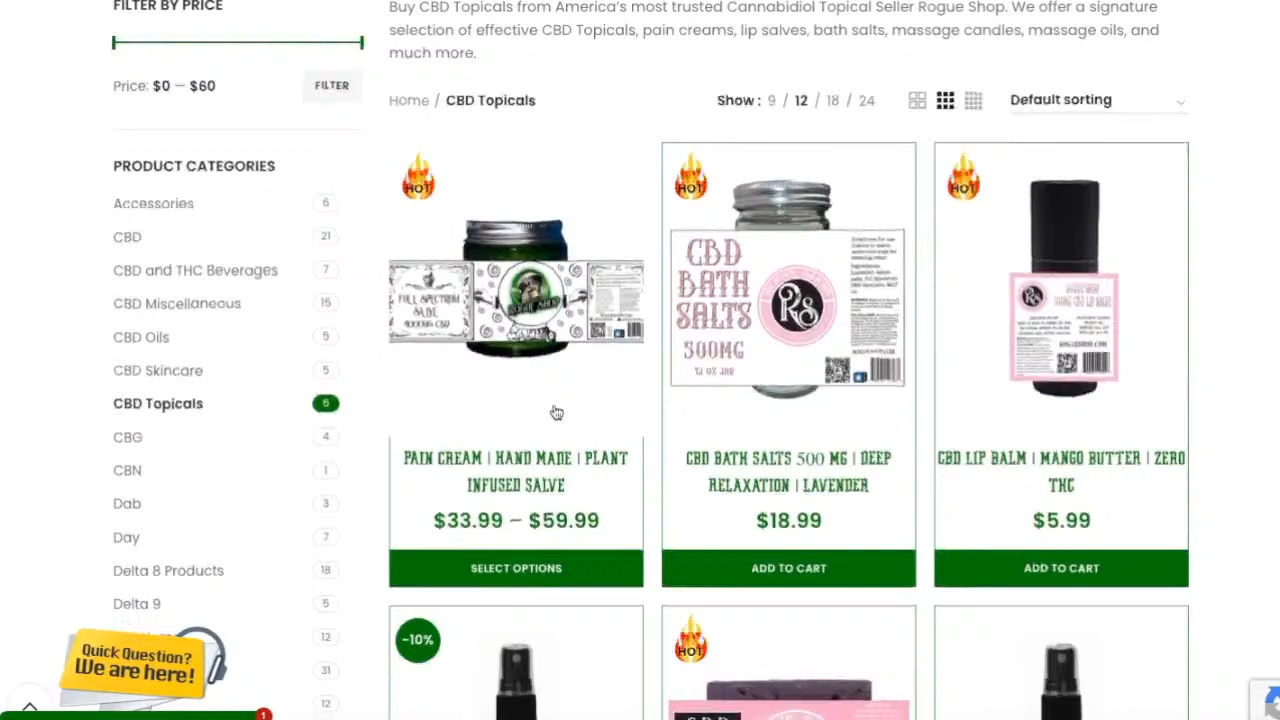 FILTER BY PRICE
Price: $0 — $60
FILTER
PRODUCT CATEGORIES
Accessories 6
CBD 21
CBD and THC Beverages 7
CBD Miscellaneous 15
CBD Oils
CBD Skincare 5
CBD Topicals 6
CBG 4
CBN 1
Dab 3
Day 7
Delta 8 Products 18
Delta 9 5
12
31
12
Quick Question?
We are here!
1
Buy CBD Topicals from America's most trusted Cannabidiol Topical Seller Rogue Shop. We offer a signature
selection of effective CBD Topicals, pain creams, lip salves, bath salts, massage candles, massage oils, and
much more.
Home / CBD Topicals
Show : 9 / 12 / 18 / 24
Default sorting
HOT
FULL SPECTRUM
SALVE
PAIN CREAM | HAND MADE | PLANT
INFUSED SALVE
$33.99 – $59.99
SELECT OPTIONS
HOT
CBD
BATH
SALTS
500MG
12 OZ JAR
RS
CBD BATH SALTS 500 MG | DEEP
RELAXATION | LAVENDER
$18.99
ADD TO CART
HOT
RS
CBD LIP BALM | MANGO BUTTER | ZERO
THC
$5.99
ADD TO CART
-10%
HOT